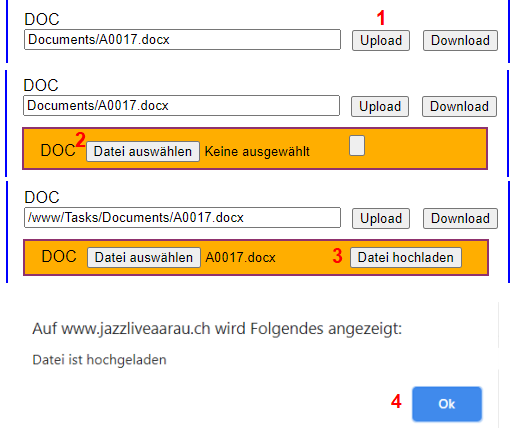 DOC 1
Documents/A0017.docx Upload Download
DOC
Documents/A0017.docx Upload Download
DOC 2 Datei auswählen Keine ausgewählt
DOC
/www/Tasks/Documents/A0017.docx Upload Download
DOC Datei auswählen A0017.docx 3 Datei hochladen
Auf www.jazzliveaarau.ch wird Folgendes angezeigt:
Datei ist hochgeladen
4 Ok